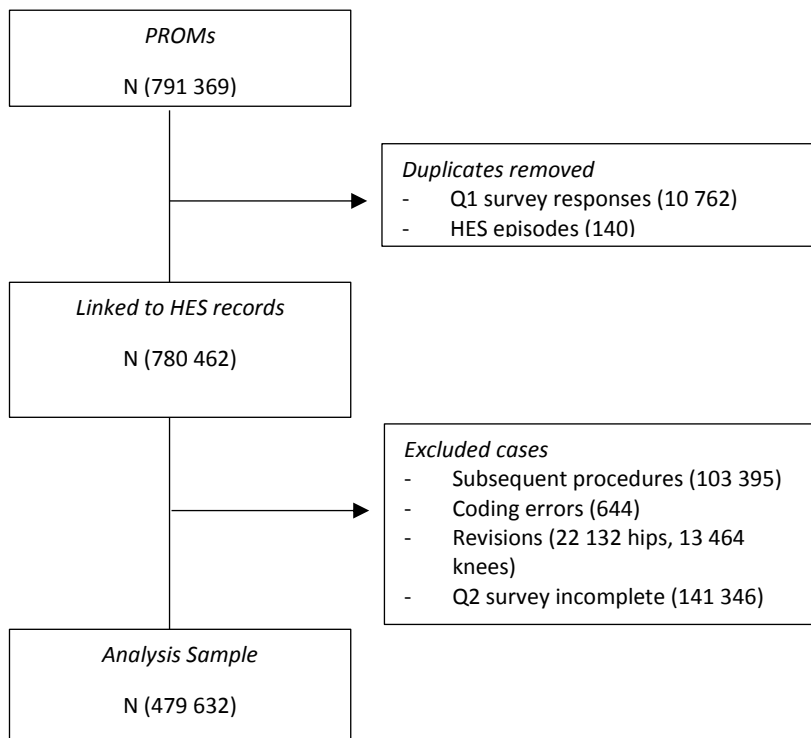 PROMs
N (791 369)
Duplicates removed
- Q1 survey responses (10 762)
- HES episodes (140)
Linked to HES records
N (780 462)
Excluded cases
- Subsequent procedures (103 395)
- Coding errors (644)
- Revisions (22 132 hips, 13 464
knees)
- Q2 survey incomplete (141 346)
Analysis Sample
N (479 632)